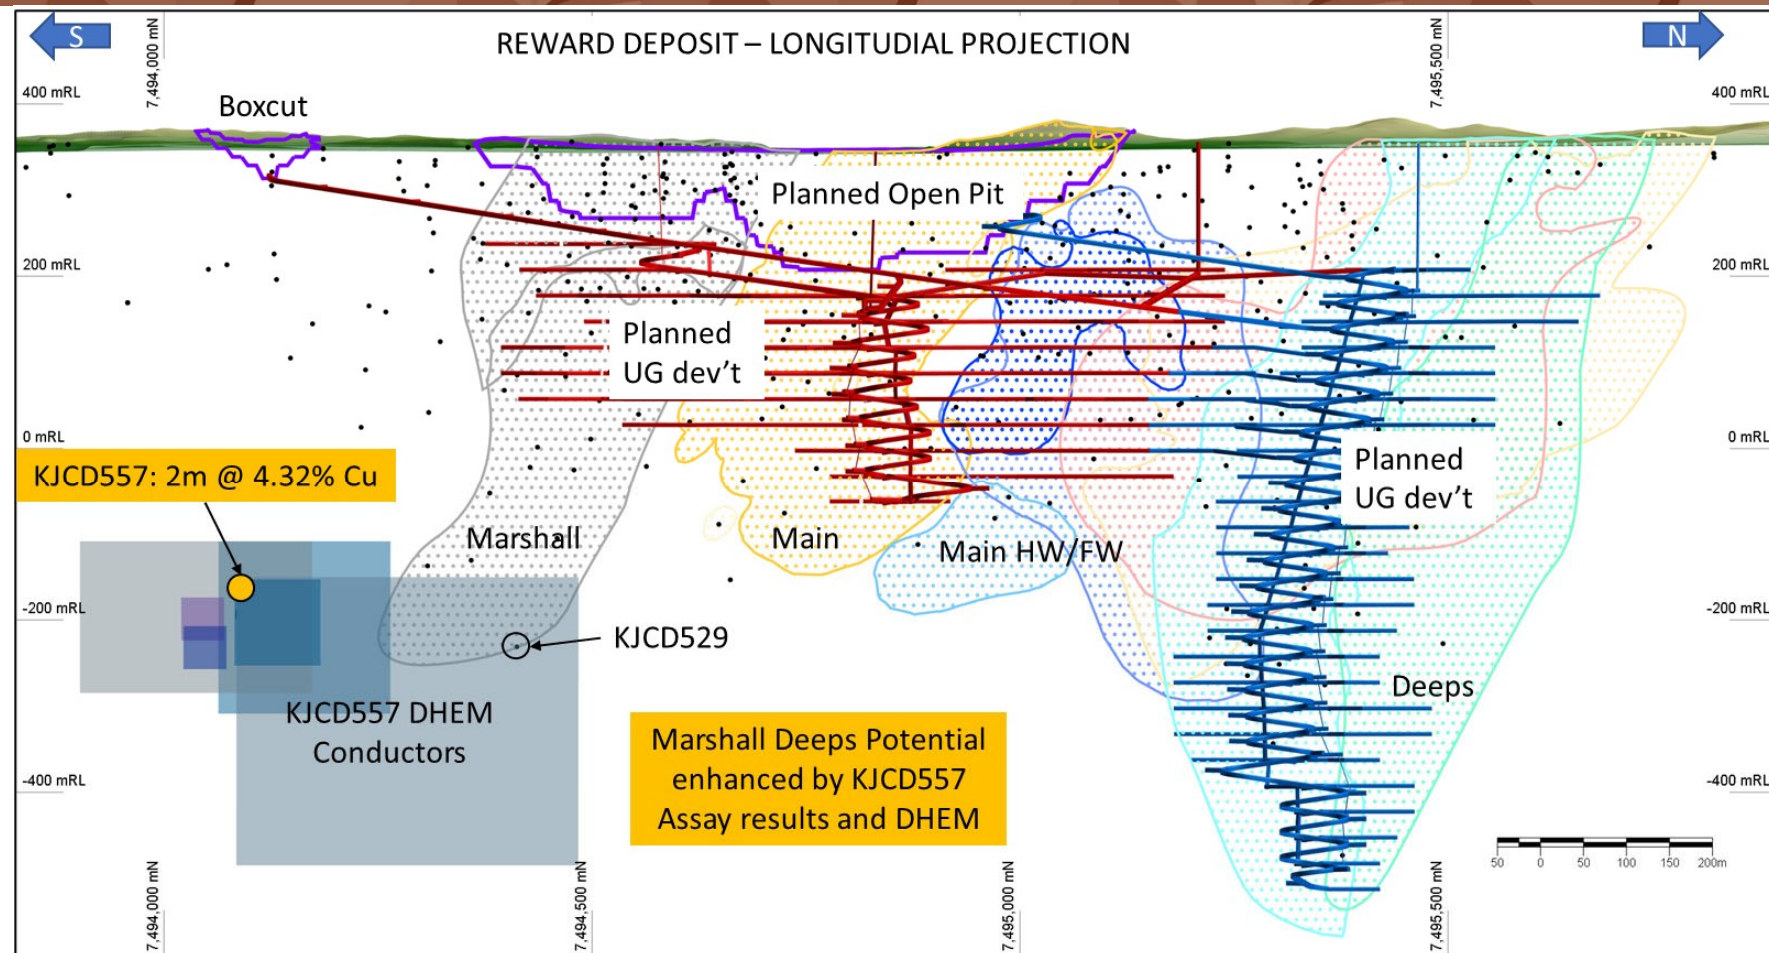 S
REWARD DEPOSIT – LONGITUDIAL PROJECTION
N
7,494,000 mN
7,495,500 mN
400 mRL
400 mRL
Boxcut
Planned Open Pit
200 mRL
200 mRL
Planned
UG dev't
0 mRL
0 mRL
KJCD557: 2m @ 4.32% Cu
Planned
UG dev't
Marshall
Main
Main HW/FW
-200 mRL
-200 mRL
KJCD529
Deeps
KJCD557 DHEM
Conductors
Marshall Deeps Potential
enhanced by KJCD557
Assay results and DHEM
-400 mRL
-400 mRL
50 0 50 100 150 200m
7,494,000 mN
7,494,500 mN
7,495,000 mN
7,495,500 mN